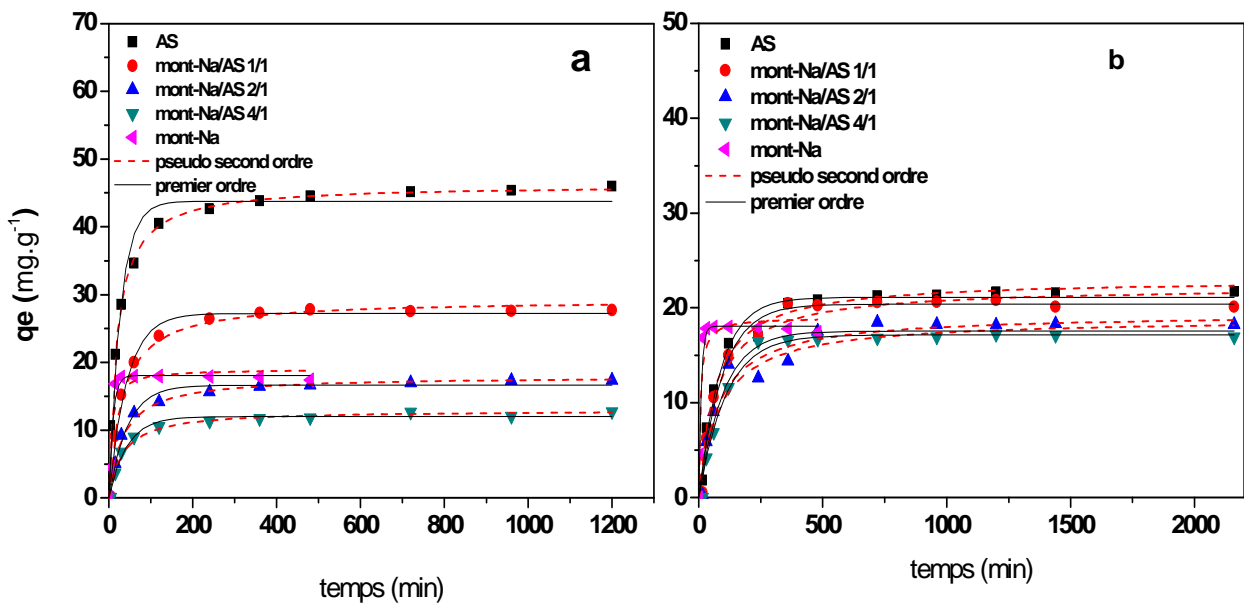 70
60
50
40
30
20
10
0
qe (mg.g-1)
AS
mont-Na/AS 1/1
mont-Na/AS 2/1
mont-Na/AS 4/1
mont-Na
pseudo second ordre
premier ordre
a
0 200 400 600 800 1000 1200
temps (min)
50
40
30
20
10
0
AS
mont-Na/AS 1/1
mont-Na/AS 2/1
mont-Na/AS 4/1
mont-Na
pseudo second ordre
premier ordre
b
0 500 1000 1500 2000
temps (min)